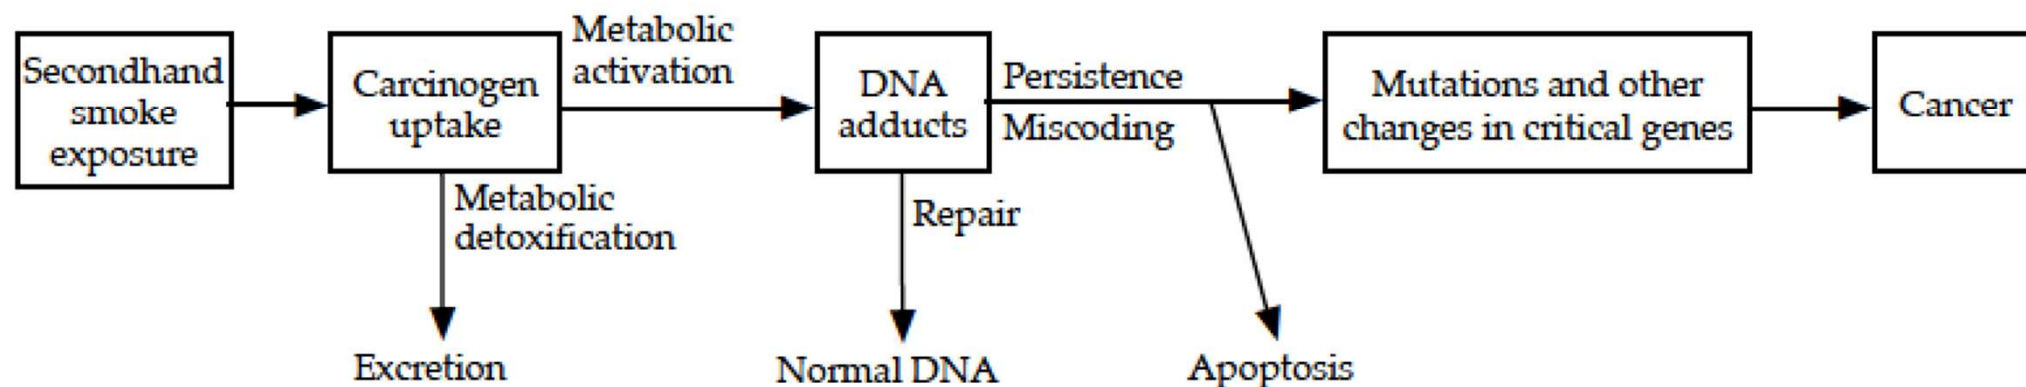 Secondhand
smoke
exposure
Carcinogen
uptake
Metabolic
activation
Metabolic
detoxification
Excretion
DNA
adducts
Persistence
Miscoding
Repair
Normal DNA
Apoptosis
Mutations and other
changes in critical genes
Cancer